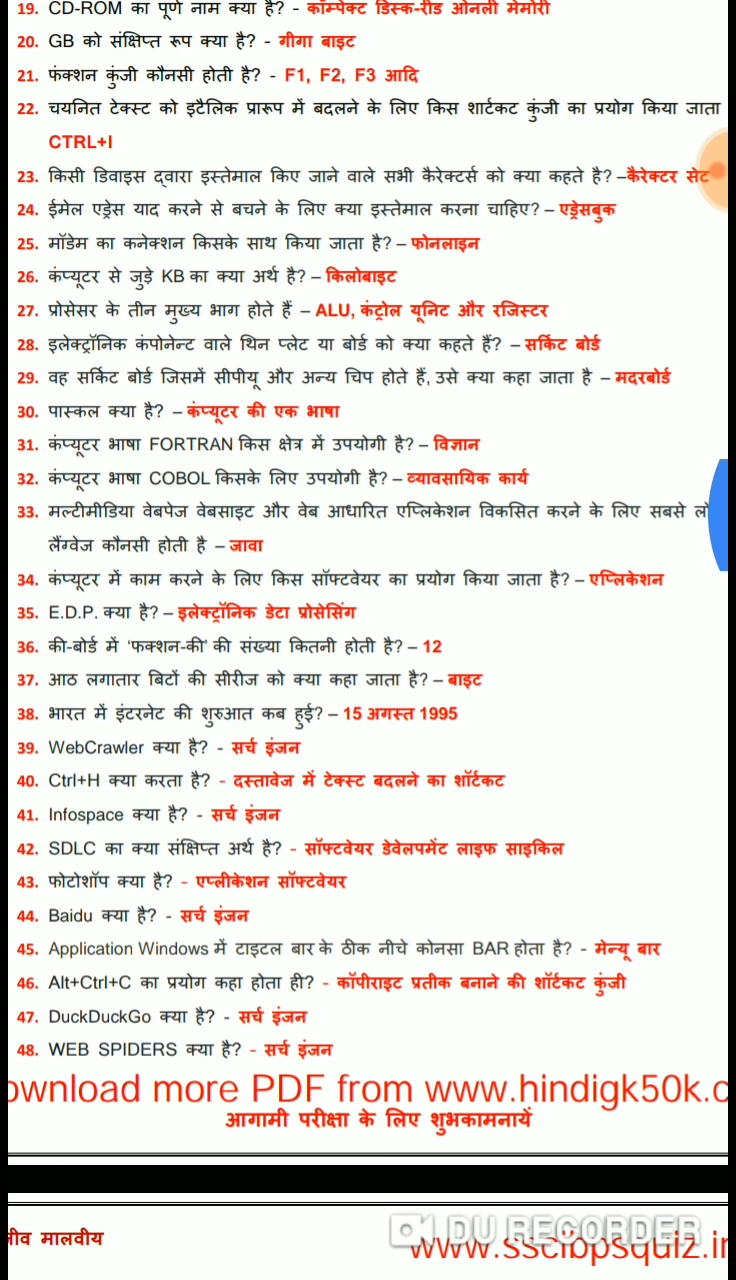 19. CD-ROM का पूर्ण नाम क्या है? - कॉम्पेक्ट डिस्क-रीड ओनली मेमोरी
20. GB को संक्षिप्त रूप क्या है? - गीगा बाइट
21. फंक्शन कुंजी कौनसी होती है? - F1, F2, F3 आदि
22. चयनित टेक्स्ट को इटैलिक प्रारूप में बदलने के लिए किस शार्टकट कुंजी का प्रयोग किया जाता
CTRL+I
23. किसी डिवाइस द्वारा इस्तेमाल किए जाने वाले सभी कैरेक्टर्स को क्या कहते है? –कैरेक्टर सेट
24. ईमेल एड्रेस याद करने से बचने के लिए क्या इस्तेमाल करना चाहिए? – एड्रेसबुक
25. मॉडेम का कनेक्शन किसके साथ किया जाता है? – फोनलाइन
26. कंप्यूटर से जुड़े KB का क्या अर्थ है? – किलोबाइट
27. प्रोसेसर के तीन मुख्य भाग होते हैं – ALU, कंट्रोल यूनिट और रजिस्टर
28. इलेक्ट्रॉनिक कंपोनेन्ट वाले थिन प्लेट या बोर्ड को क्या कहते हैं? – सर्किट बोर्ड
29. वह सर्किट बोर्ड जिसमें सीपीयू और अन्य चिप होते हैं, उसे क्या कहा जाता है – मदरबोर्ड
30. पास्कल क्या है? – कंप्यूटर की एक भाषा
31. कंप्यूटर भाषा FORTRAN किस क्षेत्र में उपयोगी है? – विज्ञान
32. कंप्यूटर भाषा COBOL किसके लिए उपयोगी है? – व्यावसायिक कार्य
33. मल्टीमीडिया वेबपेज वेबसाइट और वेब आधारित एप्लिकेशन विकसित करने के लिए सबसे लो
लैंग्वेज कौनसी होती है – जावा
34. कंप्यूटर में काम करने के लिए किस सॉफ्टवेयर का प्रयोग किया जाता है? – एप्लिकेशन
35. E.D.P. क्या है? – इलेक्ट्रॉनिक डेटा प्रोसेसिंग
36. की-बोर्ड में ‘फक्शन-की’ की संख्या कितनी होती है? – 12
37. आठ लगातार बिटों की सीरीज को क्या कहा जाता है? – बाइट
38. भारत में इंटरनेट की शुरुआत कब हुई? – 15 अगस्त 1995
39. WebCrawler क्या है? - सर्च इंजन
40. Ctrl+H क्या करता है? - दस्तावेज में टेक्स्ट बदलने का शॉर्टकट
41. Infospace क्या है? - सर्च इंजन
42. SDLC का क्या संक्षिप्त अर्थ है? - सॉफ्टवेयर डेवेलपमेंट लाइफ साइकिल
43. फोटोशॉप क्या है? - एप्लीकेशन सॉफ्टवेयर
44. Baidu क्या है? - सर्च इंजन
45. Application Windows में टाइटल बार के ठीक नीचे कोनसा BAR होता है? - मेन्यू बार
46. Alt+Ctrl+C का प्रयोग कहा होता ही? - कॉपीराइट प्रतीक बनाने की शॉर्टकट कुंजी
47. DuckDuckGo क्या है? - सर्च इंजन
48. WEB SPIDERS क्या है? - सर्च इंजन
ownload more PDF from www.hindigk50k.c
आगामी परीक्षा के लिए शुभकामनायें
DU RECORDER
मालवीय www.sscibpsquiz.in